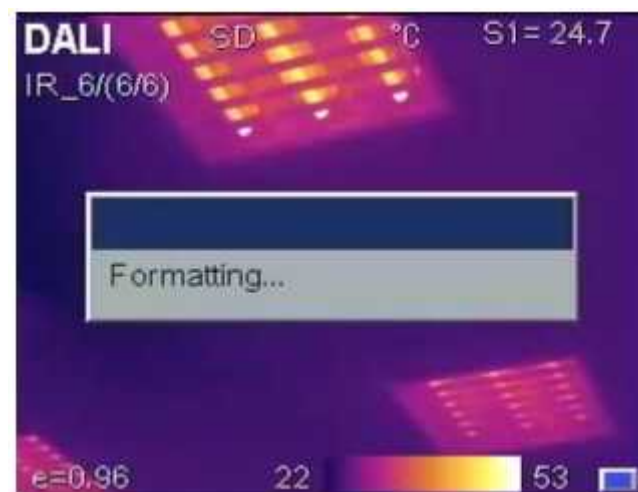 DALI SD °C S1= 24.7
IR_6/(6/6)
Formatting...
e=0.96 22 53